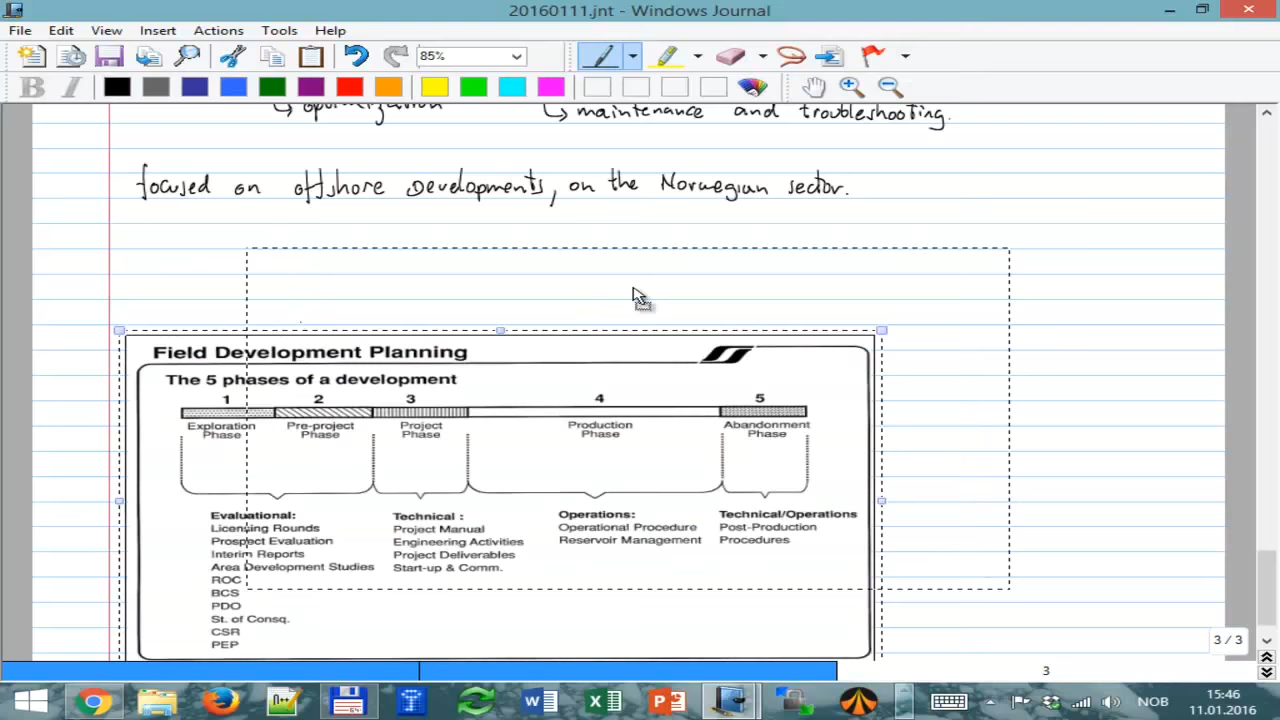 20160111.jnt - Windows Journal
File Edit View Insert Actions Tools Help
85%
B I
↳ optimization ↳ maintenance and troubleshooting.
focused on offshore Developments, on the Norwegian sector.
Field Development Planning
The 5 phases of a development
1 2 3 4 5
Exploration Phase
Pre-project Phase
Project Phase
Production Phase
Abandonment Phase
Evaluational:
Licensing Rounds
Prospect Evaluation
Interim Reports
Area Development Studies
ROC
BCS
PDO
St. of Consq.
CSR
PEP
Technical :
Project Manual
Engineering Activities
Project Deliverables
Start-up & Comm.
Operations:
Operational Procedure
Reservoir Management
Technical/Operations
Post-Production
Procedures
3 / 3
3
NOB
15:46
11.01.2016